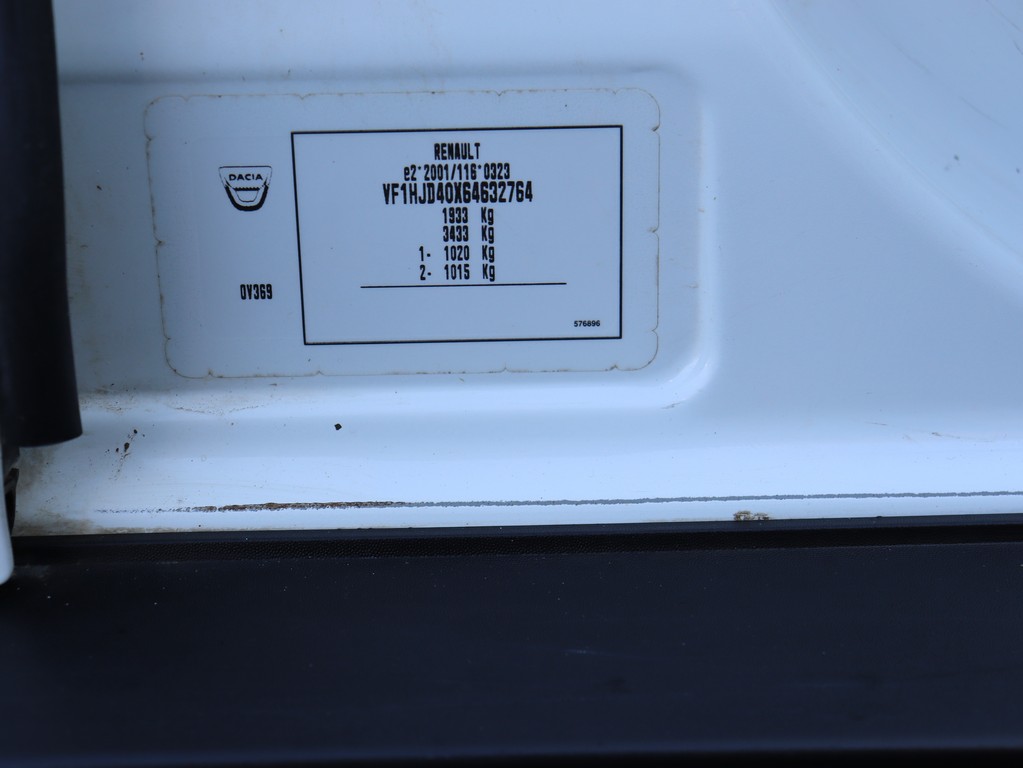 RENAULT
e2*2001/116*0323
VF1HJD40X64632764
1933 Kg
3433 Kg
1- 1020 Kg
2- 1015 Kg
DACIA
0V369
576896